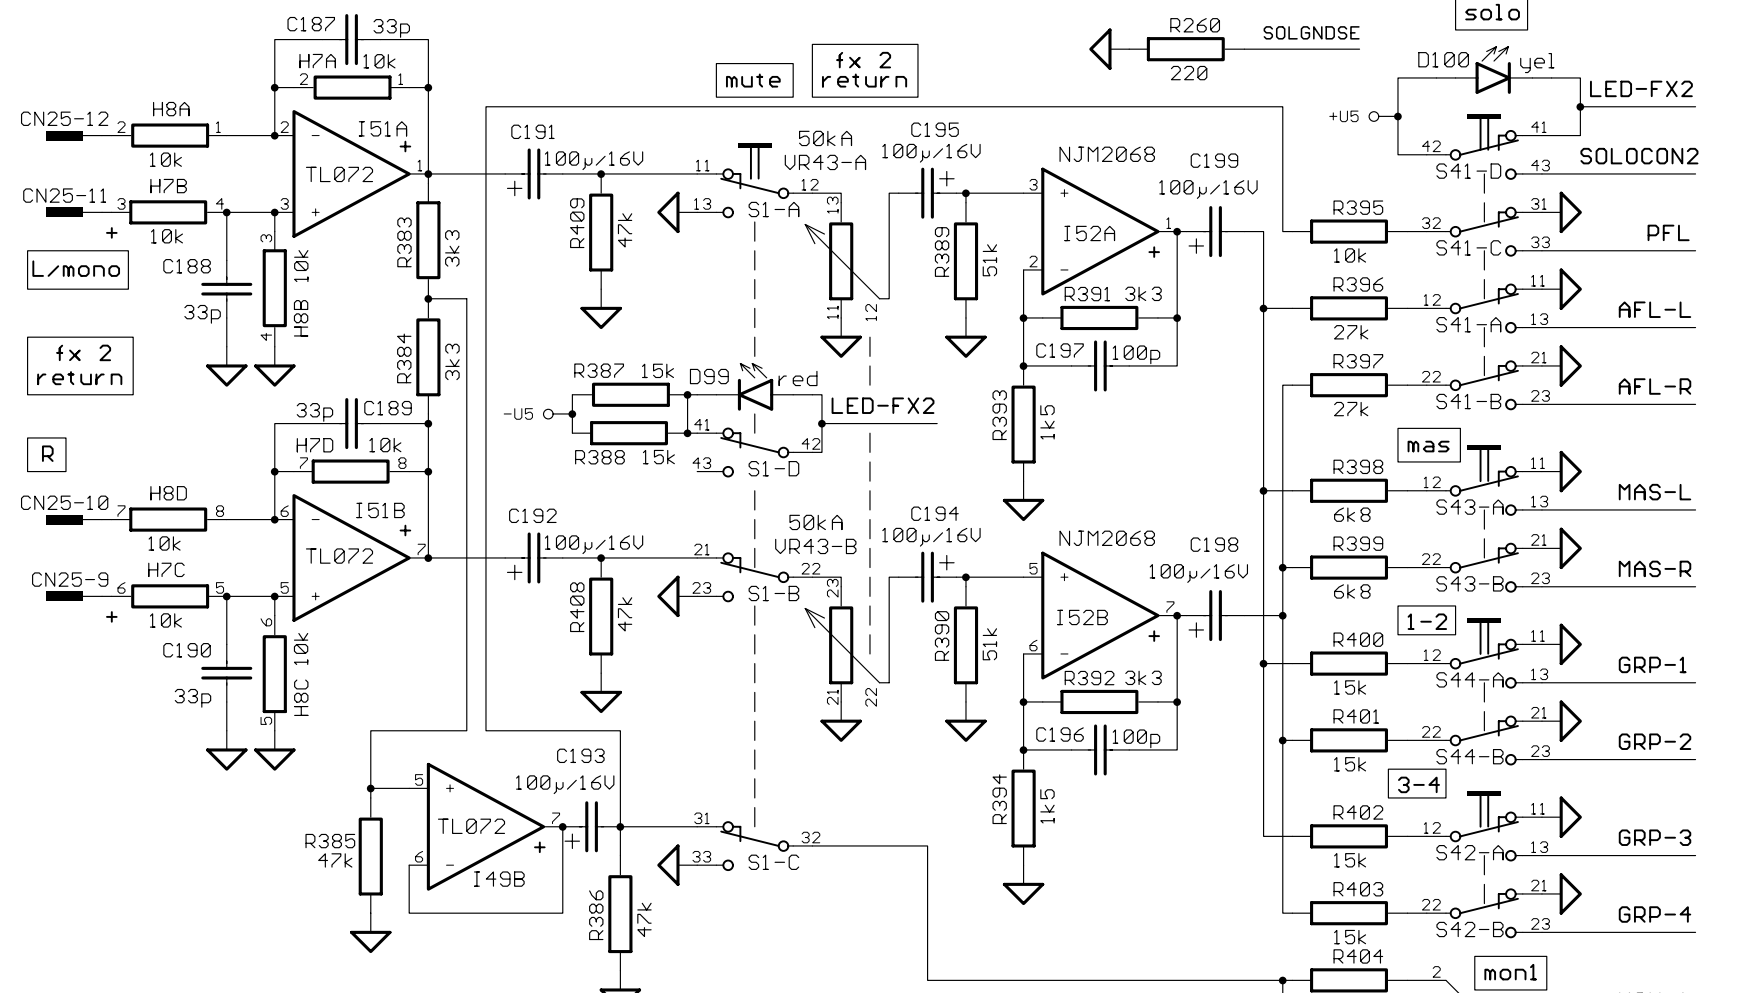 C187 33p
H7A 10k
2 1
CN25-12
H8A
2 1
10k
2
−
I51A
+
TL072
1
CN25-11
H7B
3 4
10k
3
+
+
L/mono
C188
33p
3
10k
H8B
4
R383
3k3
R384
3k3
fx 2
return
R
33p C189
H7D 10k
7 8
CN25-10
H8D
7 8
10k
6
−
I51B
+
TL072
7
CN25-9
H7C
6 5
10k
5
+
+
C190
33p
6
10k
H8C
5
C191
100µ/16V
+
R409
47k
mute
fx 2
return
11
12
13
S1-A
50kA
VR43-A
13
11
12
C195
100µ/16V
+
R389
51k
NJM2068
3
+
I52A
1
+
2
−
R391 3k3
C197 100p
R393
1k5
C199
100µ/16V
+
R387 15k
D99
red
-U5
R388 15k
41
42
43
S1-D
LED-FX2
C192
100µ/16V
+
R408
47k
21
22
23
S1-B
50kA
VR43-B
23
21
22
C194
100µ/16V
+
R390
51k
NJM2068
5
+
I52B
7
+
6
−
R392 3k3
C196 100p
R394
1k5
C198
100µ/16V
+
5
+
TL072
7
+
6
−
I49B
R385
47k
C193
100µ/16V
+
R386
47k
31
32
33
S1-C
R260
220
SOLGNDSE
solo
D100
yel
LED-FX2
+U5
42
41
SOLOCON2
S41-D
43
R395
10k
32
31
S41-C
33
PFL
R396
27k
12
11
S41-A
13
AFL-L
R397
27k
22
21
S41-B
23
AFL-R
mas
R398
6k8
12
11
S43-A
13
MAS-L
R399
6k8
22
21
S43-B
23
MAS-R
1-2
R400
15k
12
11
S44-A
13
GRP-1
R401
15k
22
21
S44-B
23
GRP-2
3-4
R402
15k
12
11
S42-A
13
GRP-3
R403
15k
22
21
S42-B
23
GRP-4
R404
2
mon1